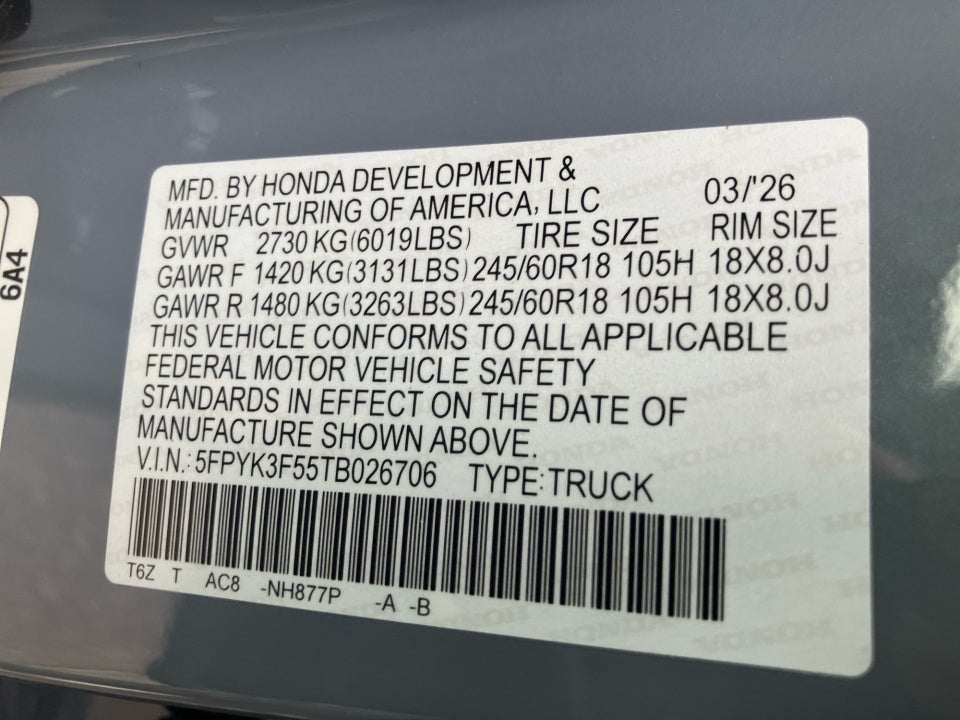 MFD. BY HONDA DEVELOPMENT &
MANUFACTURING OF AMERICA, LLC 03/'26
GVWR 2730 KG(6019LBS) TIRE SIZE RIM SIZE
GAWR F 1420 KG(3131LBS) 245/60R18 105H 18X8.0J
GAWR R 1480 KG(3263LBS) 245/60R18 105H 18X8.0J
THIS VEHICLE CONFORMS TO ALL APPLICABLE
FEDERAL MOTOR VEHICLE SAFETY
STANDARDS IN EFFECT ON THE DATE OF
MANUFACTURE SHOWN ABOVE.
V.I.N.: 5FPYK3F55TB026706 TYPE:TRUCK
T6Z T AC8 -NH877P -A -B
6A4